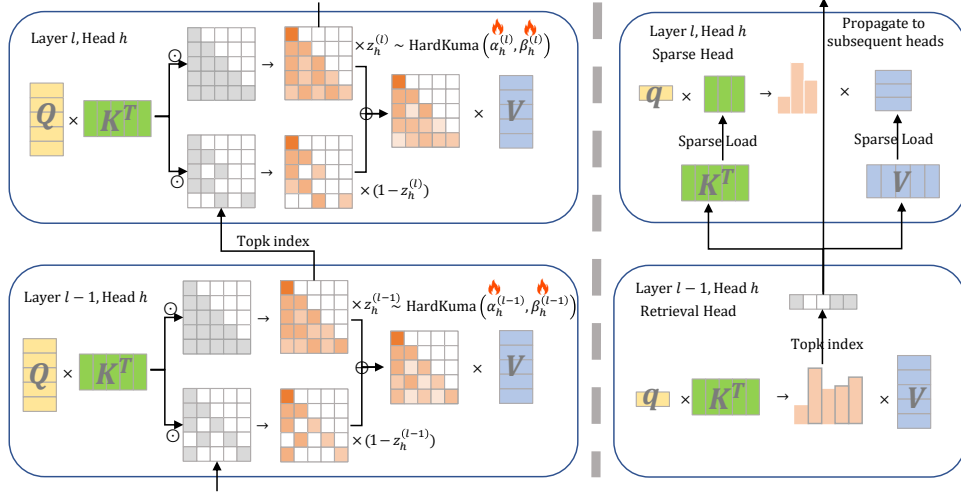 Layer l, Head h
× z_h^(l) ~ HardKuma (α_h^(l), β_h^(l))
⊙
Q × K^T
→
⊕
× V
⊙
→
× (1 − z_h^(l))
Topk index
Layer l − 1, Head h
× z_h^(l−1) ~ HardKuma (α_h^(l−1), β_h^(l−1))
⊙
→
Q × K^T
⊕
× V
⊙
→
× (1 − z_h^(l−1))
Layer l, Head h
Sparse Head
Propagate to
subsequent heads
q × → ×
Sparse Load
Sparse Load
K^T
V
Layer l − 1, Head h
Retrieval Head
Topk index
q × K^T → × V